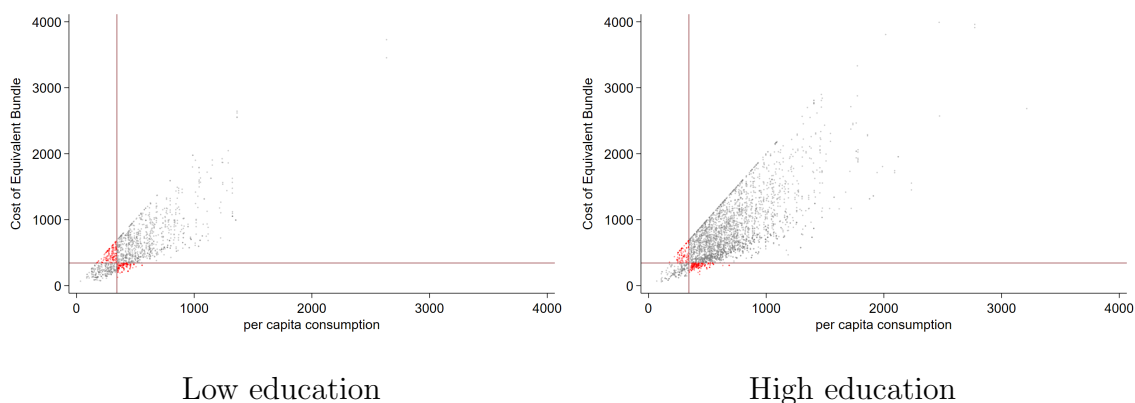 Cost of Equivalent Bundle
4000
3000
2000
1000
0
0 1000 2000 3000 4000
per capita consumption
Low education
Cost of Equivalent Bundle
4000
3000
2000
1000
0
0 1000 2000 3000 4000
per capita consumption
High education